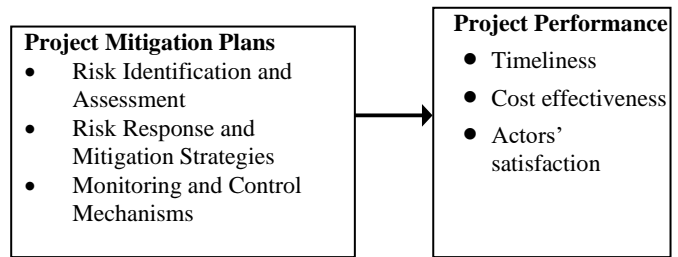 Project Mitigation Plans
• Risk Identification and
Assessment
• Risk Response and
Mitigation Strategies
• Monitoring and Control
Mechanisms
Project Performance
• Timeliness
• Cost effectiveness
• Actors'
satisfaction